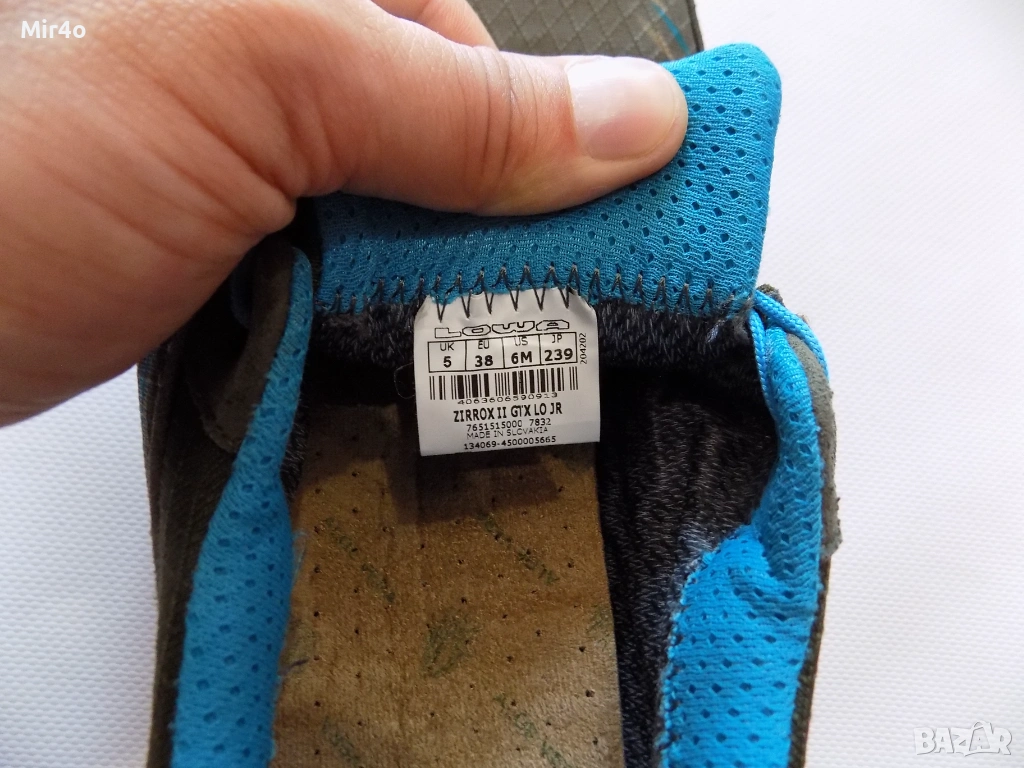 Mir4o
LOWA
UK EU US JP
5 38 6M 239
204202
4063606590913
ZIRROX II GTX LO JR
7651515000 7832
MADE IN SLOVAKIA
134069-4500005665
BAZAR